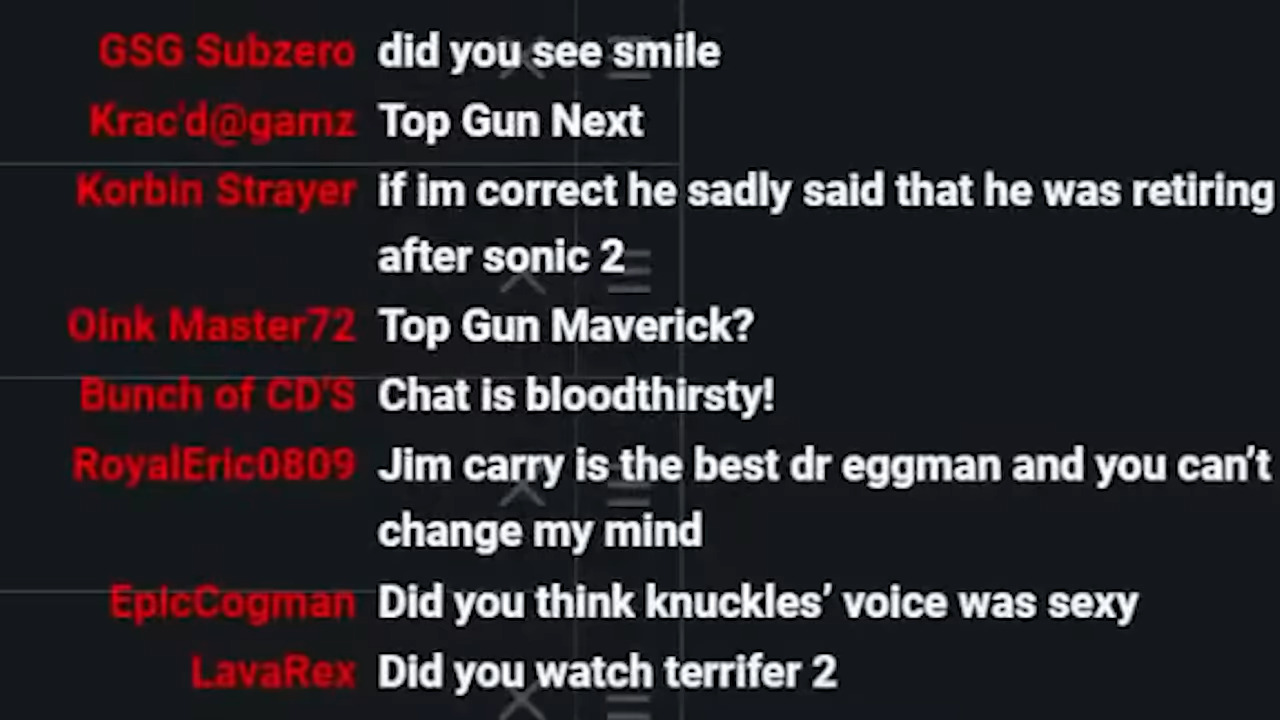 GSG Subzero did you see smile
Krac'd@gamz Top Gun Next
Korbin Strayer if im correct he sadly said that he was retiring
after sonic 2
Oink Master72 Top Gun Maverick?
Bunch of CD'S Chat is bloodthirsty!
RoyalEric0809 Jim carry is the best dr eggman and you can’t
change my mind
EpicCogman Did you think knuckles’ voice was sexy
LavaRex Did you watch terrifer 2